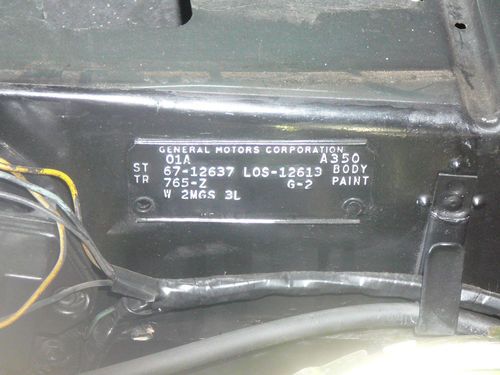 GENERAL MOTORS CORPORATION
01A A350
ST 67-12637 LOS-12613 BODY
TR 765-Z G-2 PAINT
W 2MGS 3L